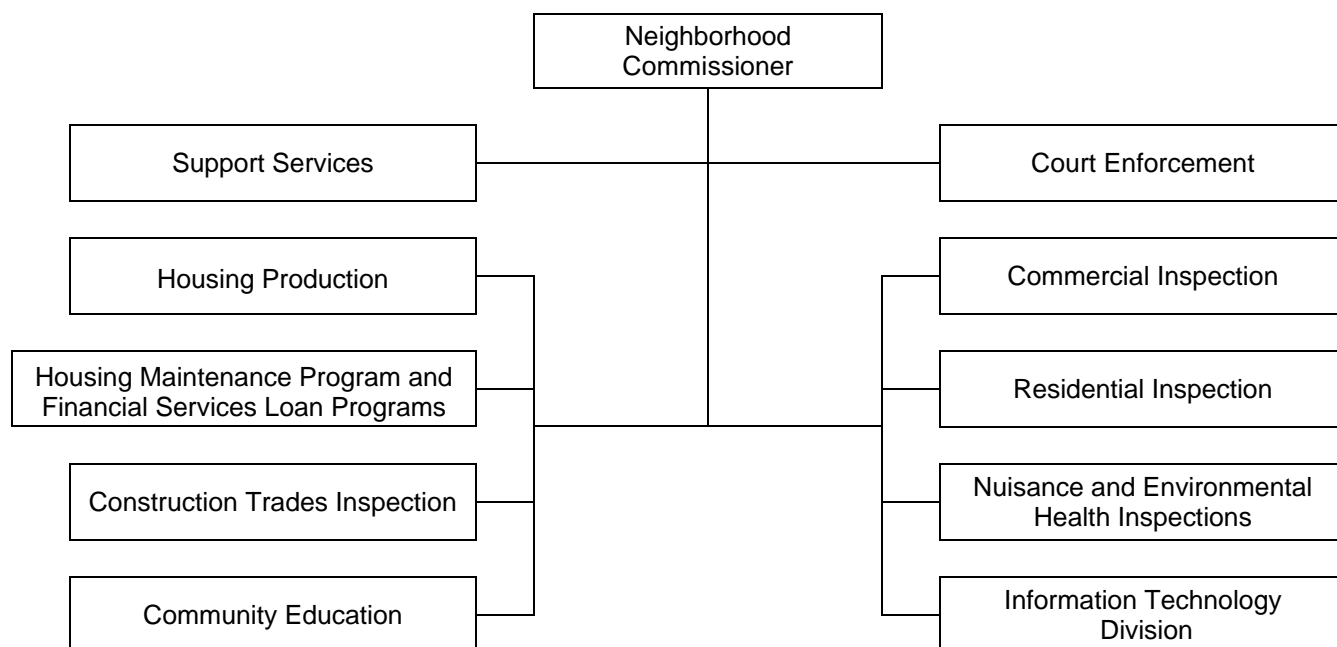 Neighborhood
Commissioner
Support Services
Court Enforcement
Housing Production
Commercial Inspection
Housing Maintenance Program and
Financial Services Loan Programs
Residential Inspection
Construction Trades Inspection
Nuisance and Environmental
Health Inspections
Community Education
Information Technology
Division